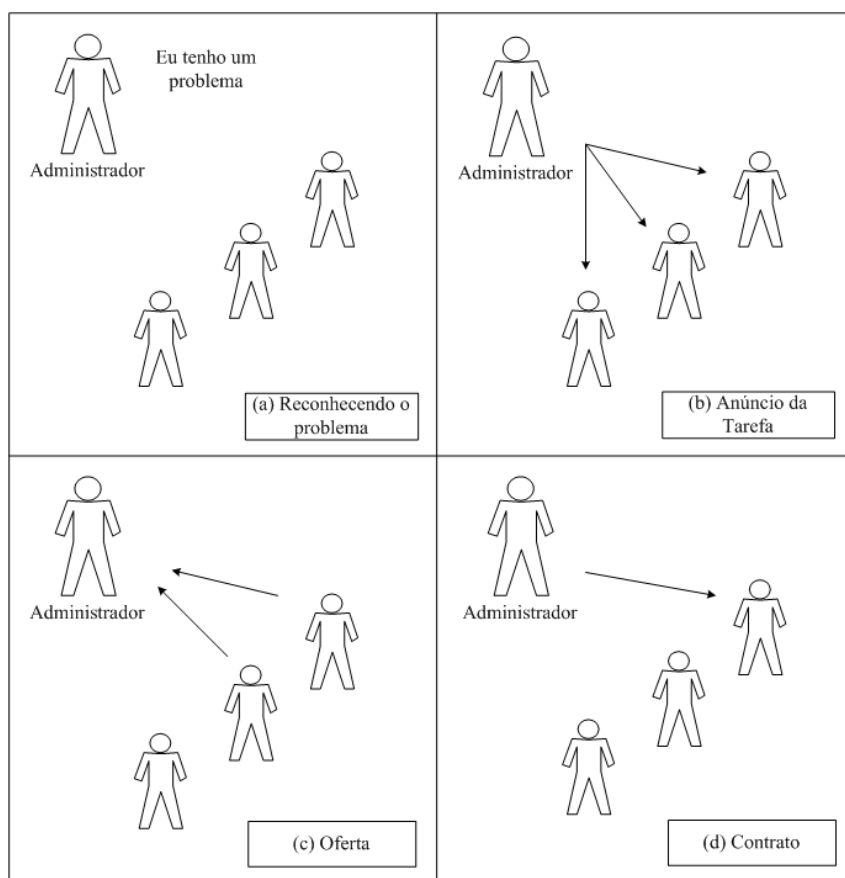 Eu tenho um
problema
Administrador
(a) Reconhecendo o
problema
Administrador
(b) Anúncio da
Tarefa
Administrador
(c) Oferta
Administrador
(d) Contrato